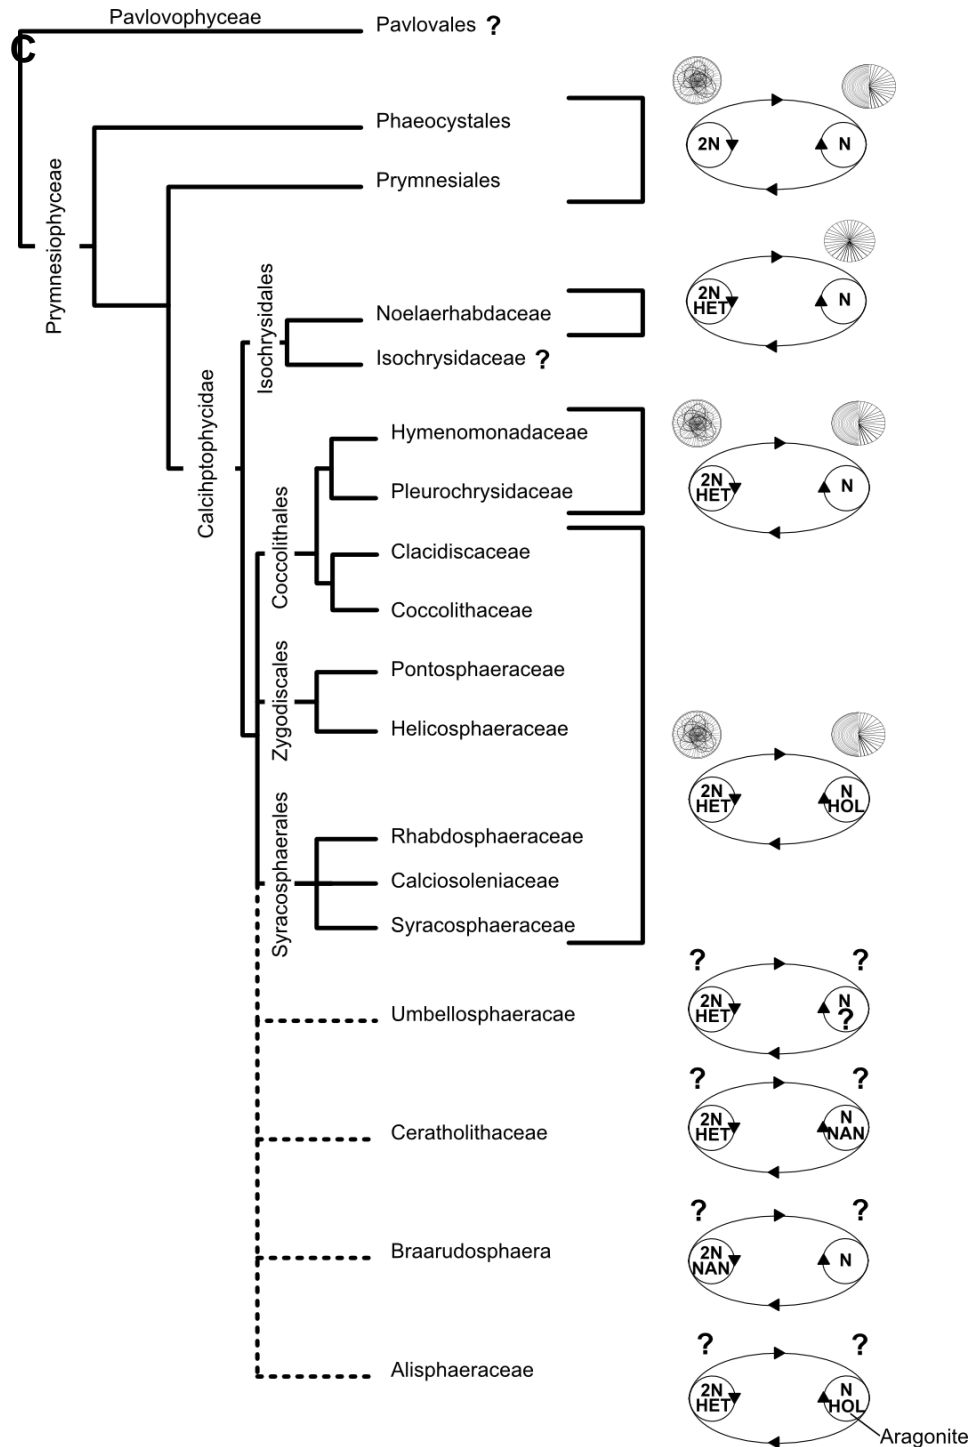 Pavlovophyceae
Pavlovales ?
C
Phaeocystales
2N
N
Prymnesiales
Prymnesiophyceae
Isochrysidales
2N
HET
N
Noelaerhabdaceae
Isochrysidaceae ?
Calcihptophycidae
Hymenomonadaceae
2N
HET
N
Pleurochrysidaceae
Coccolithales
Clacidiscaceae
Coccolithaceae
Zygodiscales
Pontosphaeraceae
Helicosphaeraceae
2N
HET
N
HOL
Syracosphaerales
Rhabdosphaeraceae
Calciosoleniaceae
Syracosphaeraceae
? ?
Umbellosphaeracae
2N
HET
N
?
? ?
Ceratholithaceae
2N
HET
N
NAN
? ?
Braarudosphaera
2N
NAN
N
? ?
Alisphaeraceae
2N
HET
N
HOL
Aragonite